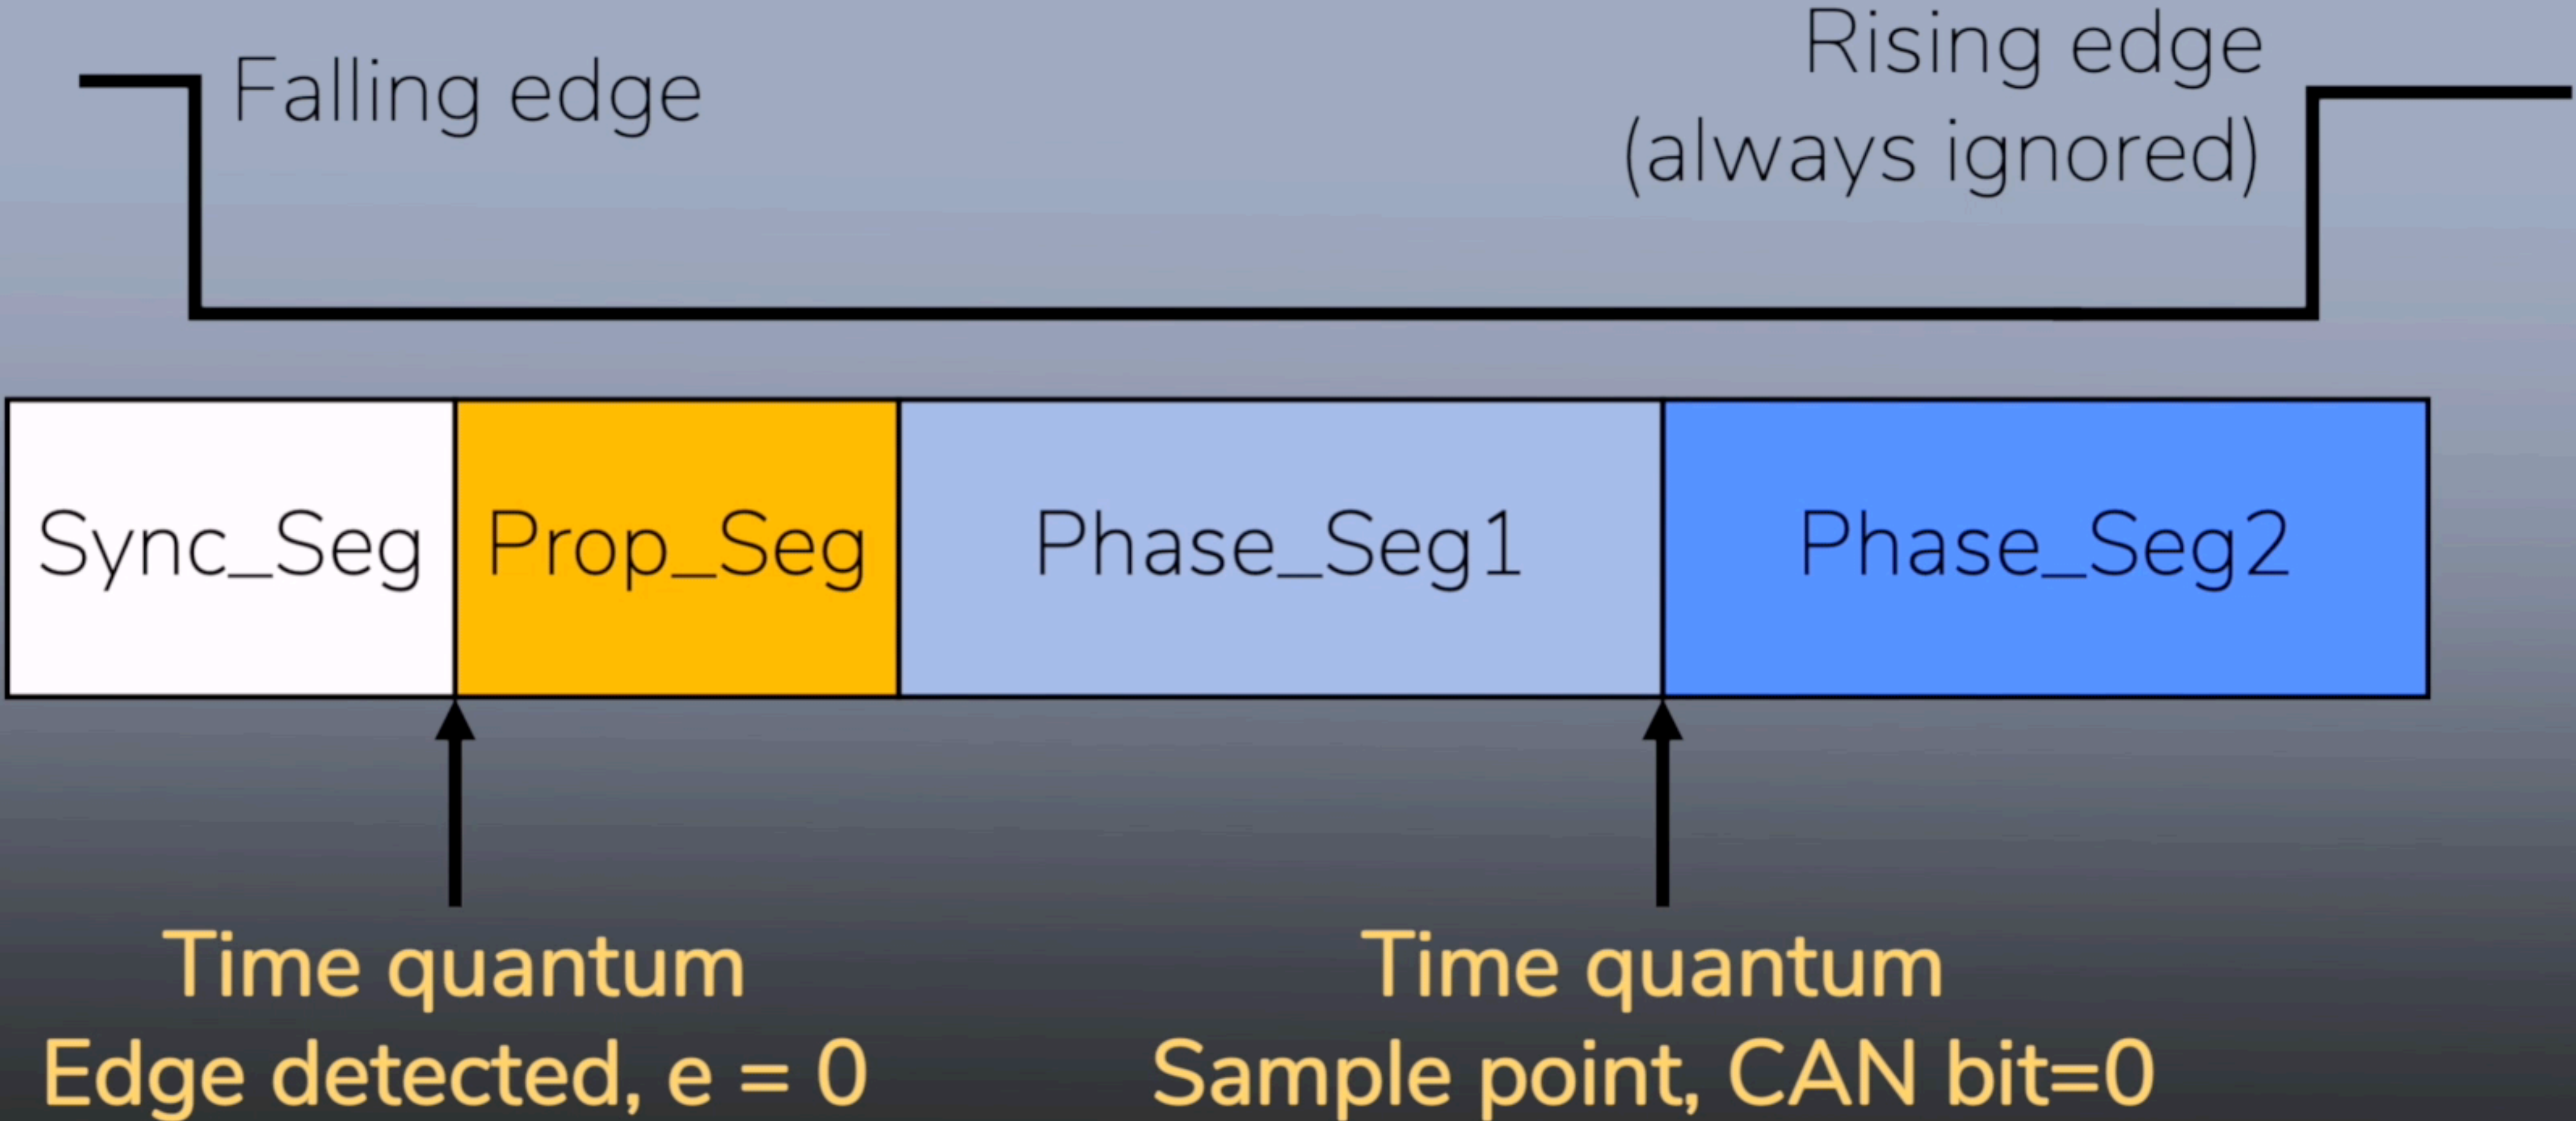 Falling edge
Rising edge
(always ignored)
Sync_Seg
Prop_Seg
Phase_Seg1
Phase_Seg2
Time quantum
Edge detected, e = 0
Time quantum
Sample point, CAN bit=0